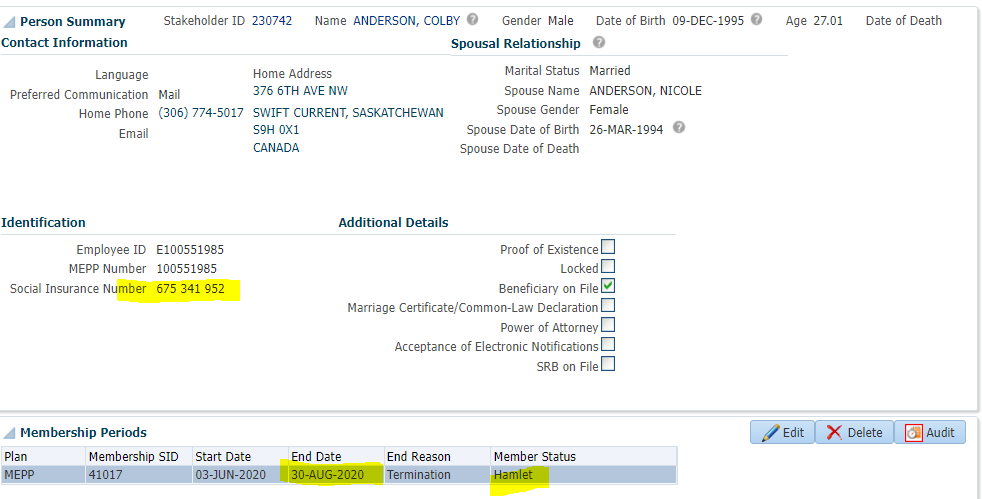 Person Summary Stakeholder ID 230742 Name ANDERSON, COLBY Gender Male Date of Birth 09-DEC-1995 Age 27.01 Date of Death
Contact Information
Language
Preferred Communication Mail
Home Phone (306) 774-5017
Email
Home Address
376 6TH AVE NW
SWIFT CURRENT, SASKATCHEWAN
S9H 0X1
CANADA
Spousal Relationship
Marital Status Married
Spouse Name ANDERSON, NICOLE
Spouse Gender Female
Spouse Date of Birth 26-MAR-1994
Spouse Date of Death
Identification
Employee ID E100551985
MEPP Number 100551985
Social Insurance Number 675 341 952
Additional Details
Proof of Existence
Locked
Beneficiary on File
Marriage Certificate/Common-Law Declaration
Power of Attorney
Acceptance of Electronic Notifications
SRB on File
Membership Periods Edit Delete Audit
Plan Membership SID Start Date End Date End Reason Member Status
MEPP 41017 03-JUN-2020 30-AUG-2020 Termination Hamlet